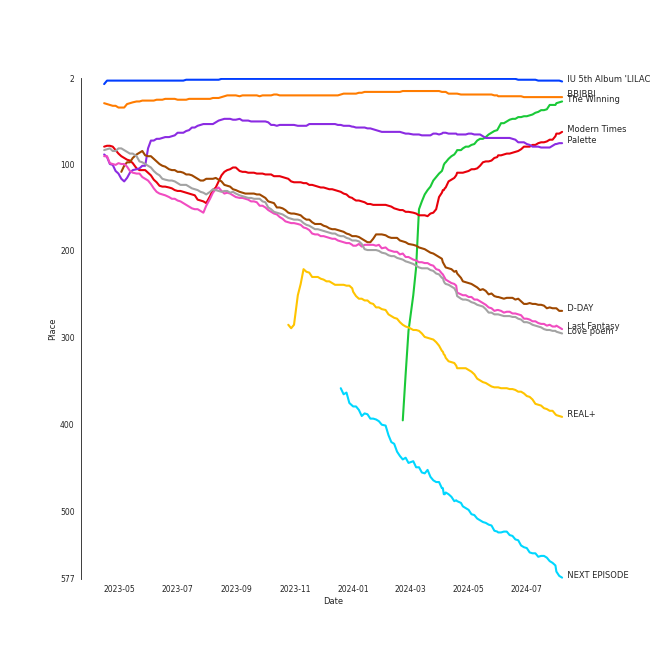 2
100
200
300
400
500
577
Place
2023-05
2023-07
2023-09
2023-11
2024-01
2024-03
2024-05
2024-07
Date
IU 5th Album 'LILAC
BBIBBI
The Winning
Modern Times
Palette
D-DAY
Last Fantasy
Love poem
REAL+
NEXT EPISODE